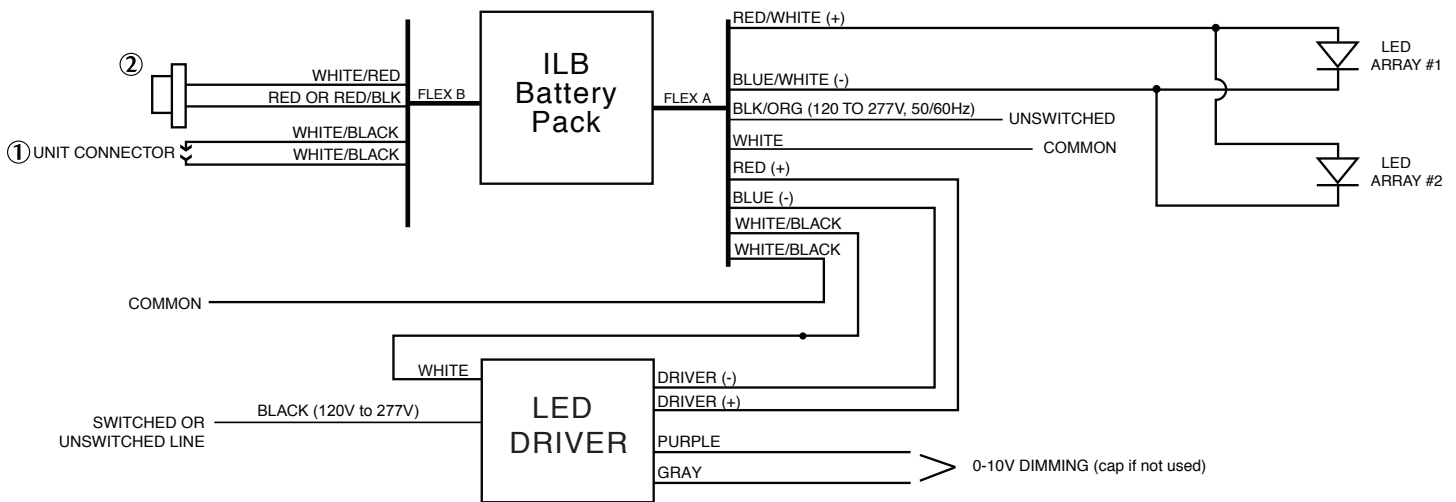 ②
WHITE/RED
RED OR RED/BLK
WHITE/BLACK
① UNIT CONNECTOR
WHITE/BLACK
FLEX B
ILB
Battery
Pack
FLEX A
RED/WHITE (+)
BLUE/WHITE (-)
BLK/ORG (120 TO 277V, 50/60Hz)
UNSWITCHED
WHITE
COMMON
RED (+)
BLUE (-)
WHITE/BLACK
WHITE/BLACK
LED
ARRAY #1
LED
ARRAY #2
COMMON
WHITE
BLACK (120V to 277V)
SWITCHED OR
UNSWITCHED LINE
LED
DRIVER
DRIVER (-)
DRIVER (+)
PURPLE
GRAY
0-10V DIMMING (cap if not used)